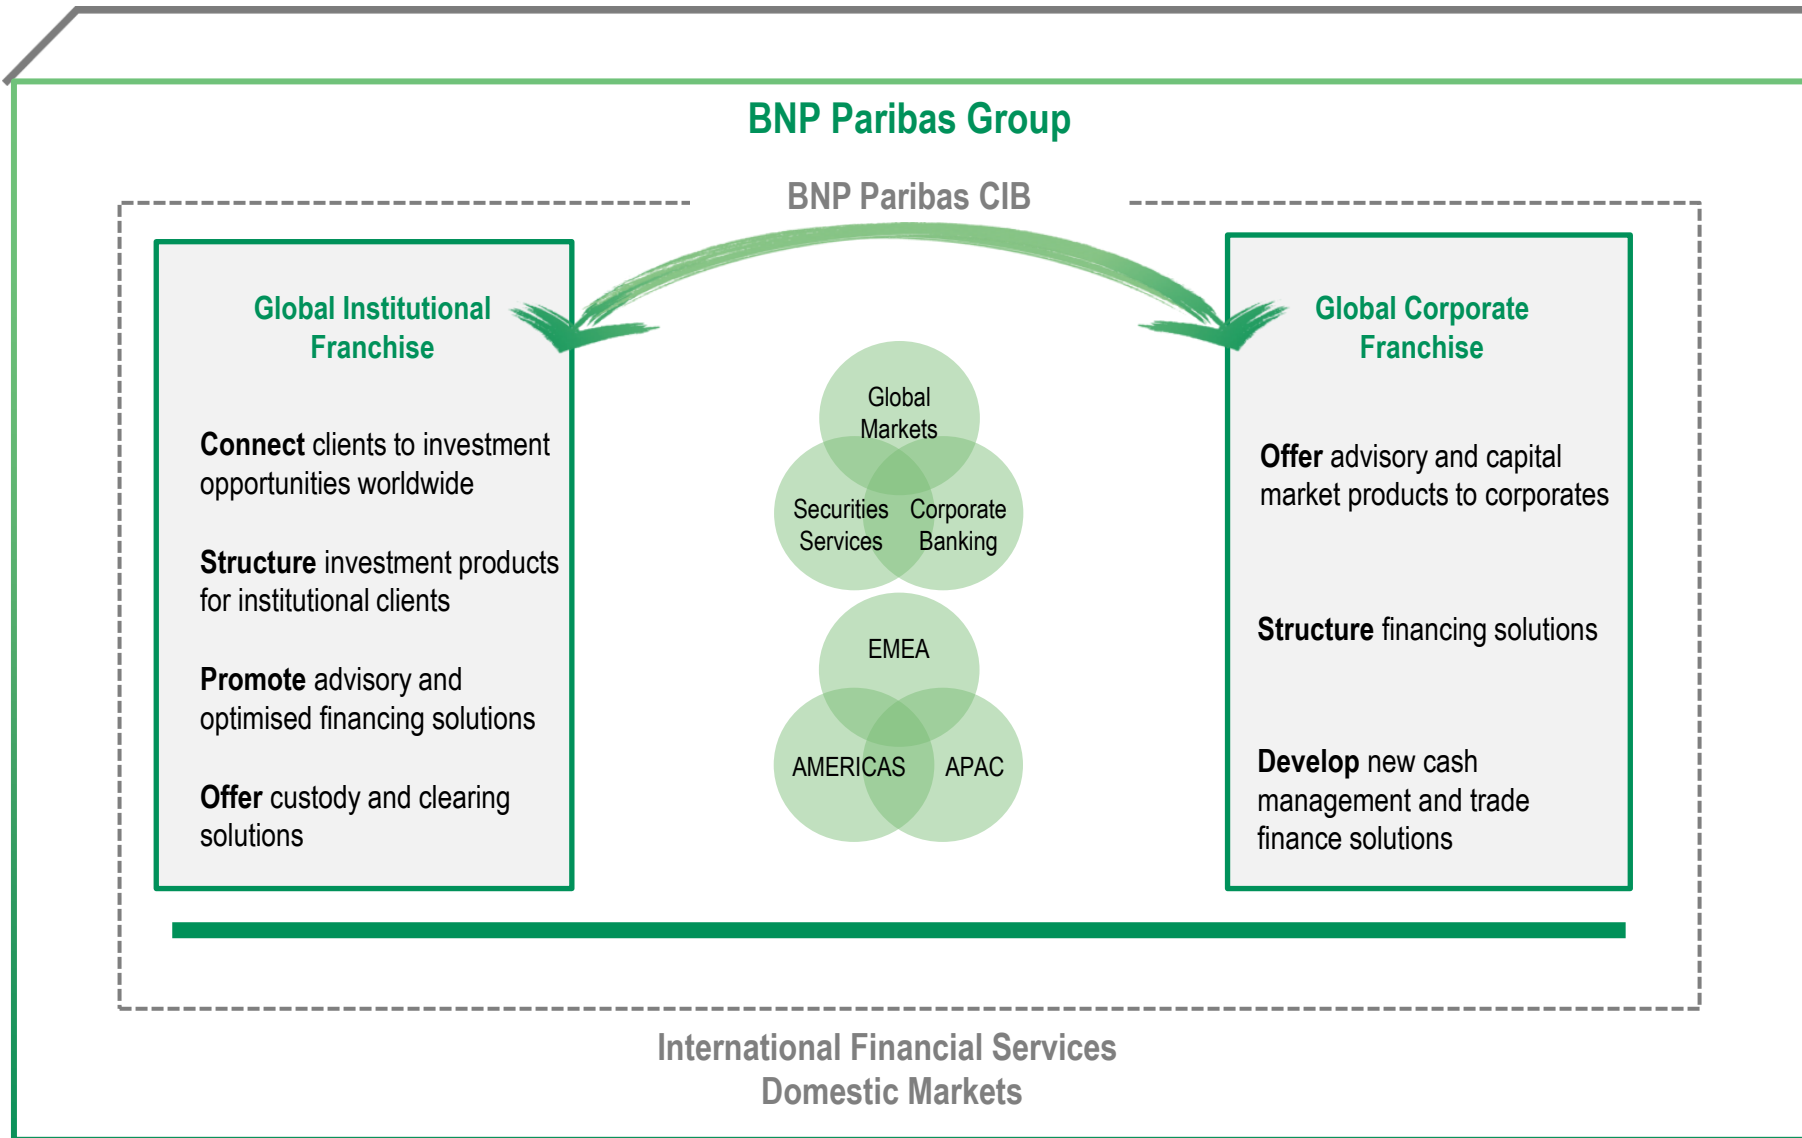 BNP Paribas Group
BNP Paribas CIB
Global Institutional
Franchise
Connect clients to investment
opportunities worldwide
Structure investment products
for institutional clients
Promote advisory and
optimised financing solutions
Offer custody and clearing
solutions
Global
Markets
Securities
Services
Corporate
Banking
EMEA
AMERICAS
APAC
Global Corporate
Franchise
Offer advisory and capital
market products to corporates
Structure financing solutions
Develop new cash
management and trade
finance solutions
International Financial Services
Domestic Markets